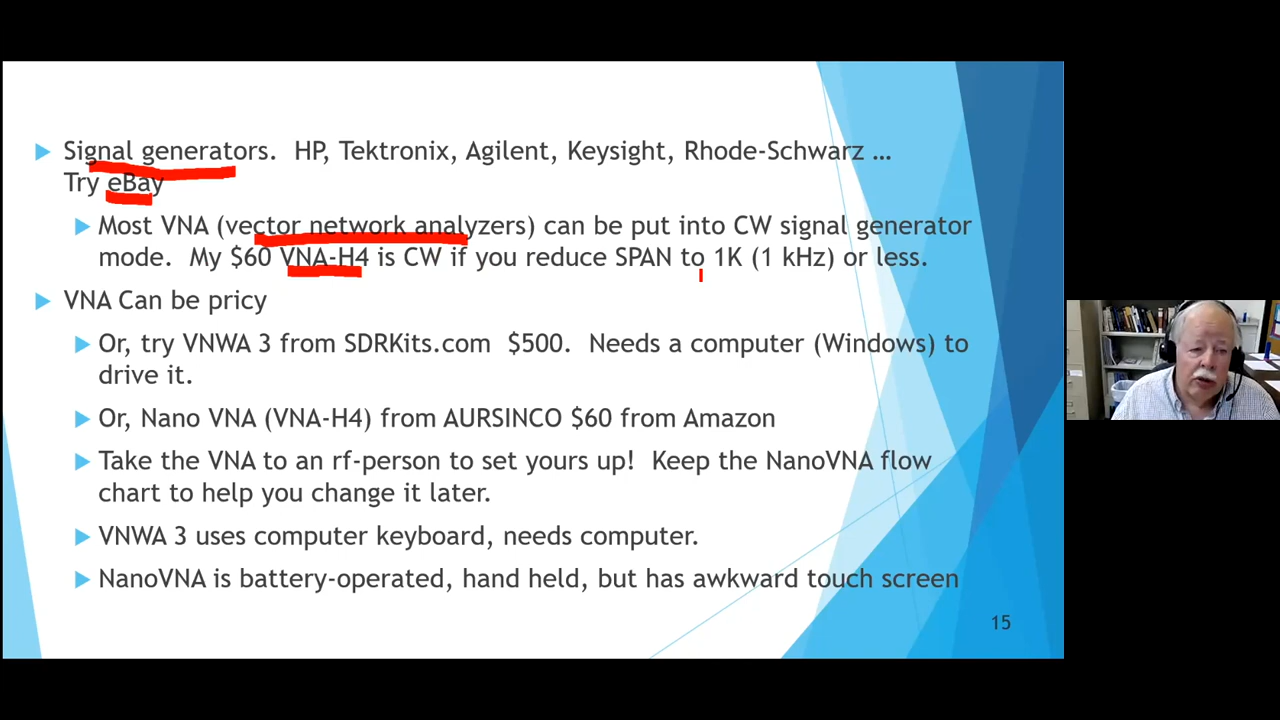 Signal generators. HP, Tektronix, Agilent, Keysight, Rhode-Schwarz …
Try eBay
Most VNA (vector network analyzers) can be put into CW signal generator
mode. My $60 VNA-H4 is CW if you reduce SPAN to 1K (1 kHz) or less.
VNA Can be pricy
Or, try VNWA 3 from SDRKits.com $500. Needs a computer (Windows) to
drive it.
Or, Nano VNA (VNA-H4) from AURSINCO $60 from Amazon
Take the VNA to an rf-person to set yours up! Keep the NanoVNA flow
chart to help you change it later.
VNWA 3 uses computer keyboard, needs computer.
NanoVNA is battery-operated, hand held, but has awkward touch screen
15